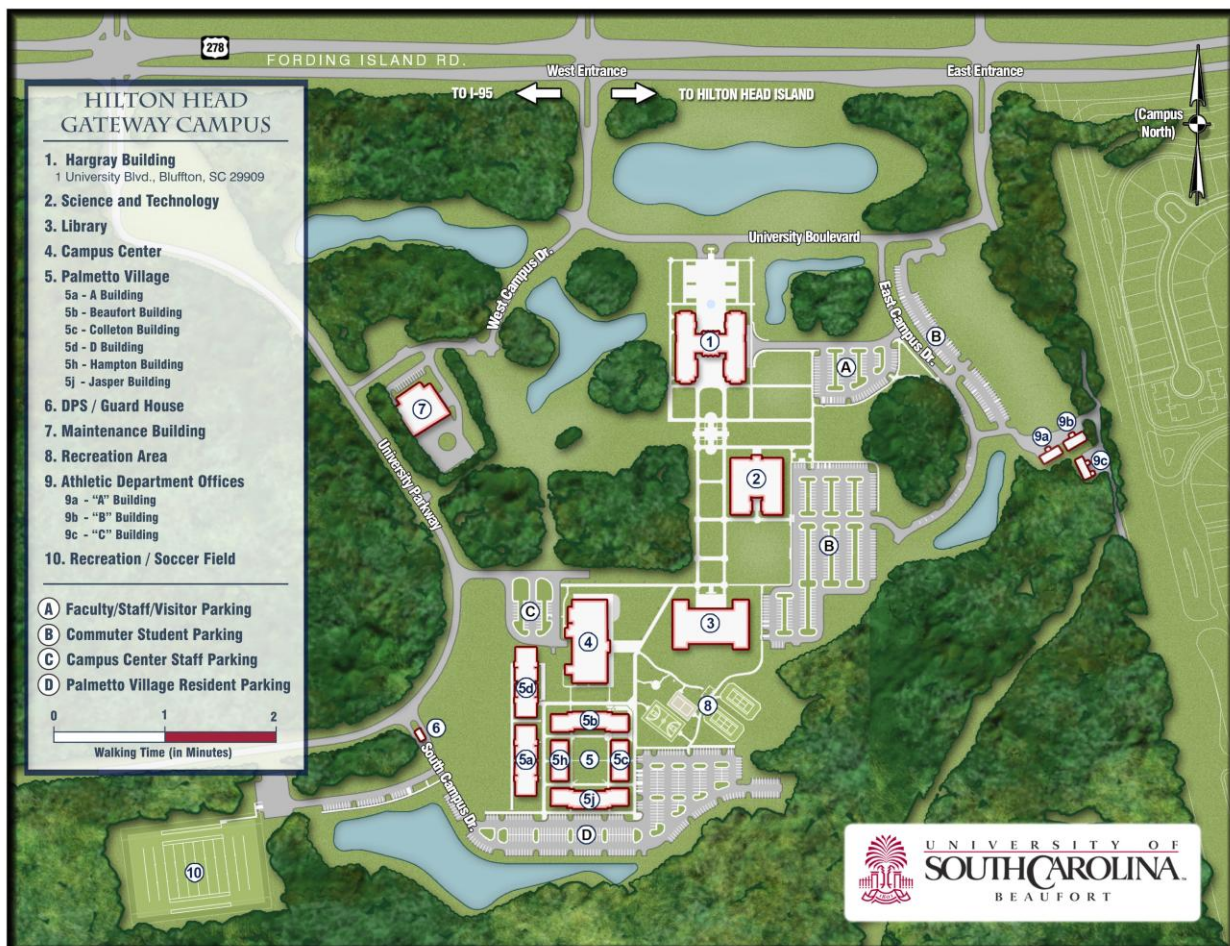 278
FORDING ISLAND RD.
West Entrance
East Entrance
TO I-95
TO HILTON HEAD ISLAND
(Campus
North)
HILTON HEAD
GATEWAY CAMPUS
1. Hargray Building
1 University Blvd., Bluffton, SC 29909
2. Science and Technology
3. Library
4. Campus Center
5. Palmetto Village
5a - A Building
5b - Beaufort Building
5c - Colleton Building
5d - D Building
5h - Hampton Building
5j - Jasper Building
6. DPS / Guard House
7. Maintenance Building
8. Recreation Area
9. Athletic Department Offices
9a - “A” Building
9b - “B” Building
9c - “C” Building
10. Recreation / Soccer Field
A Faculty/Staff/Visitor Parking
B Commuter Student Parking
C Campus Center Staff Parking
D Palmetto Village Resident Parking
0 1 2
Walking Time (in Minutes)
University Boulevard
West Campus Dr.
East Campus Dr.
University Parkway
South Campus Dr.
1
A
B
7
9a
9b
9c
2
B
C
4
3
5d
8
6
5b
5a
5h
5
5c
5j
D
10
UNIVERSITY OF
SOUTH CAROLINA
BEAUFORT